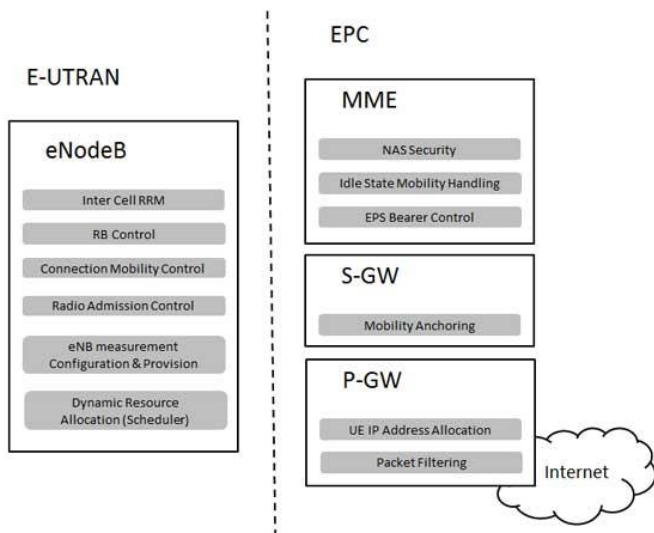 E-UTRAN
eNodeB
Inter Cell RRM
RB Control
Connection Mobility Control
Radio Admission Control
eNB measurement
Configuration & Provision
Dynamic Resource
Allocation (Scheduler)
EPC
MME
NAS Security
Idle State Mobility Handling
EPS Bearer Control
S-GW
Mobility Anchoring
P-GW
UE IP Address Allocation
Packet Filtering
Internet